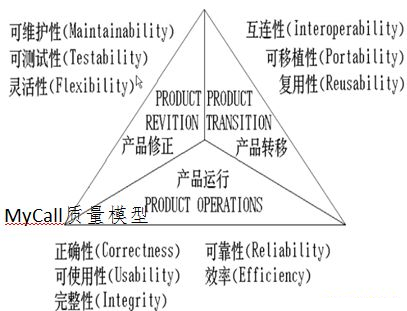 可维护性(Maintainability)
可测试性(Testability)
灵活性(Flexibility)
互连性(Interoperability)
可移植性(Portability)
复用性(Reusability)
PRODUCT
REVITION
产品修正
PRODUCT
TRANSITION
产品转移
产品运行
PRODUCT OPERATIONS
MyCall质量模型
正确性(Correctness)
可使用性(Usability)
完整性(Integrity)
可靠性(Reliability)
效率(Efficiency)